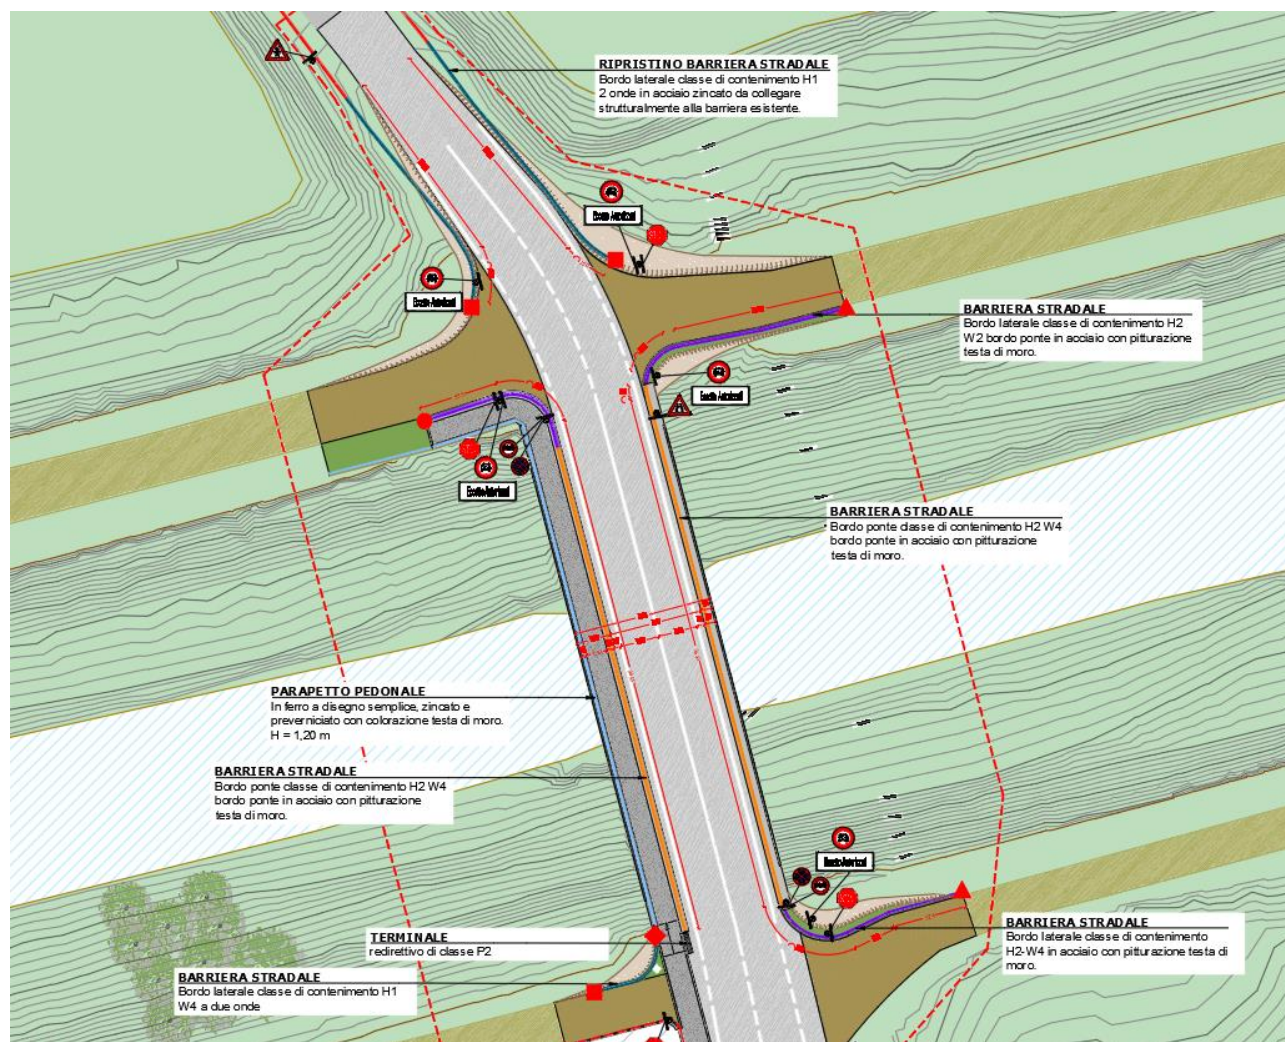 RIPRISTINO BARRIERA STRADALE
Bordo laterale classe di contenimento H1
2 onde in acciaio zincato da collegare
strutturalmente alla barriera esistente.
BARRIERA STRADALE
Bordo laterale classe di contenimento H2
W2 bordo ponte in acciaio con pitturazione
testa di moro.
BARRIERA STRADALE
Bordo ponte classe di contenimento H2 W4
bordo ponte in acciaio con pitturazione
testa di moro.
PARAPETTO PEDONALE
In ferro a disegno semplice, zincato e
preverniciato con colorazione testa di moro.
H = 1,20 m
BARRIERA STRADALE
Bordo ponte classe di contenimento H2 W4
bordo ponte in acciaio con pitturazione
testa di moro.
TERMINALE
redirettivo di classe P2
BARRIERA STRADALE
Bordo laterale classe di contenimento
H2-W4 in acciaio con pitturazione testa di
moro.
BARRIERA STRADALE
Bordo laterale classe di contenimento H1
W4 a due onde